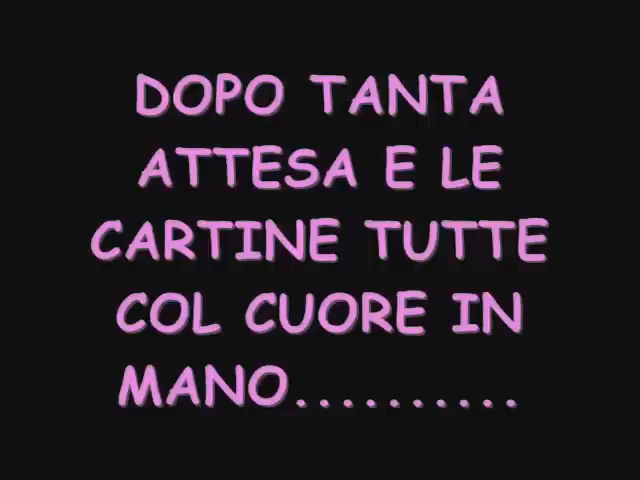 DOPO TANTA
ATTESA E LE
CARTINE TUTTE
COL CUORE IN
MANO..........